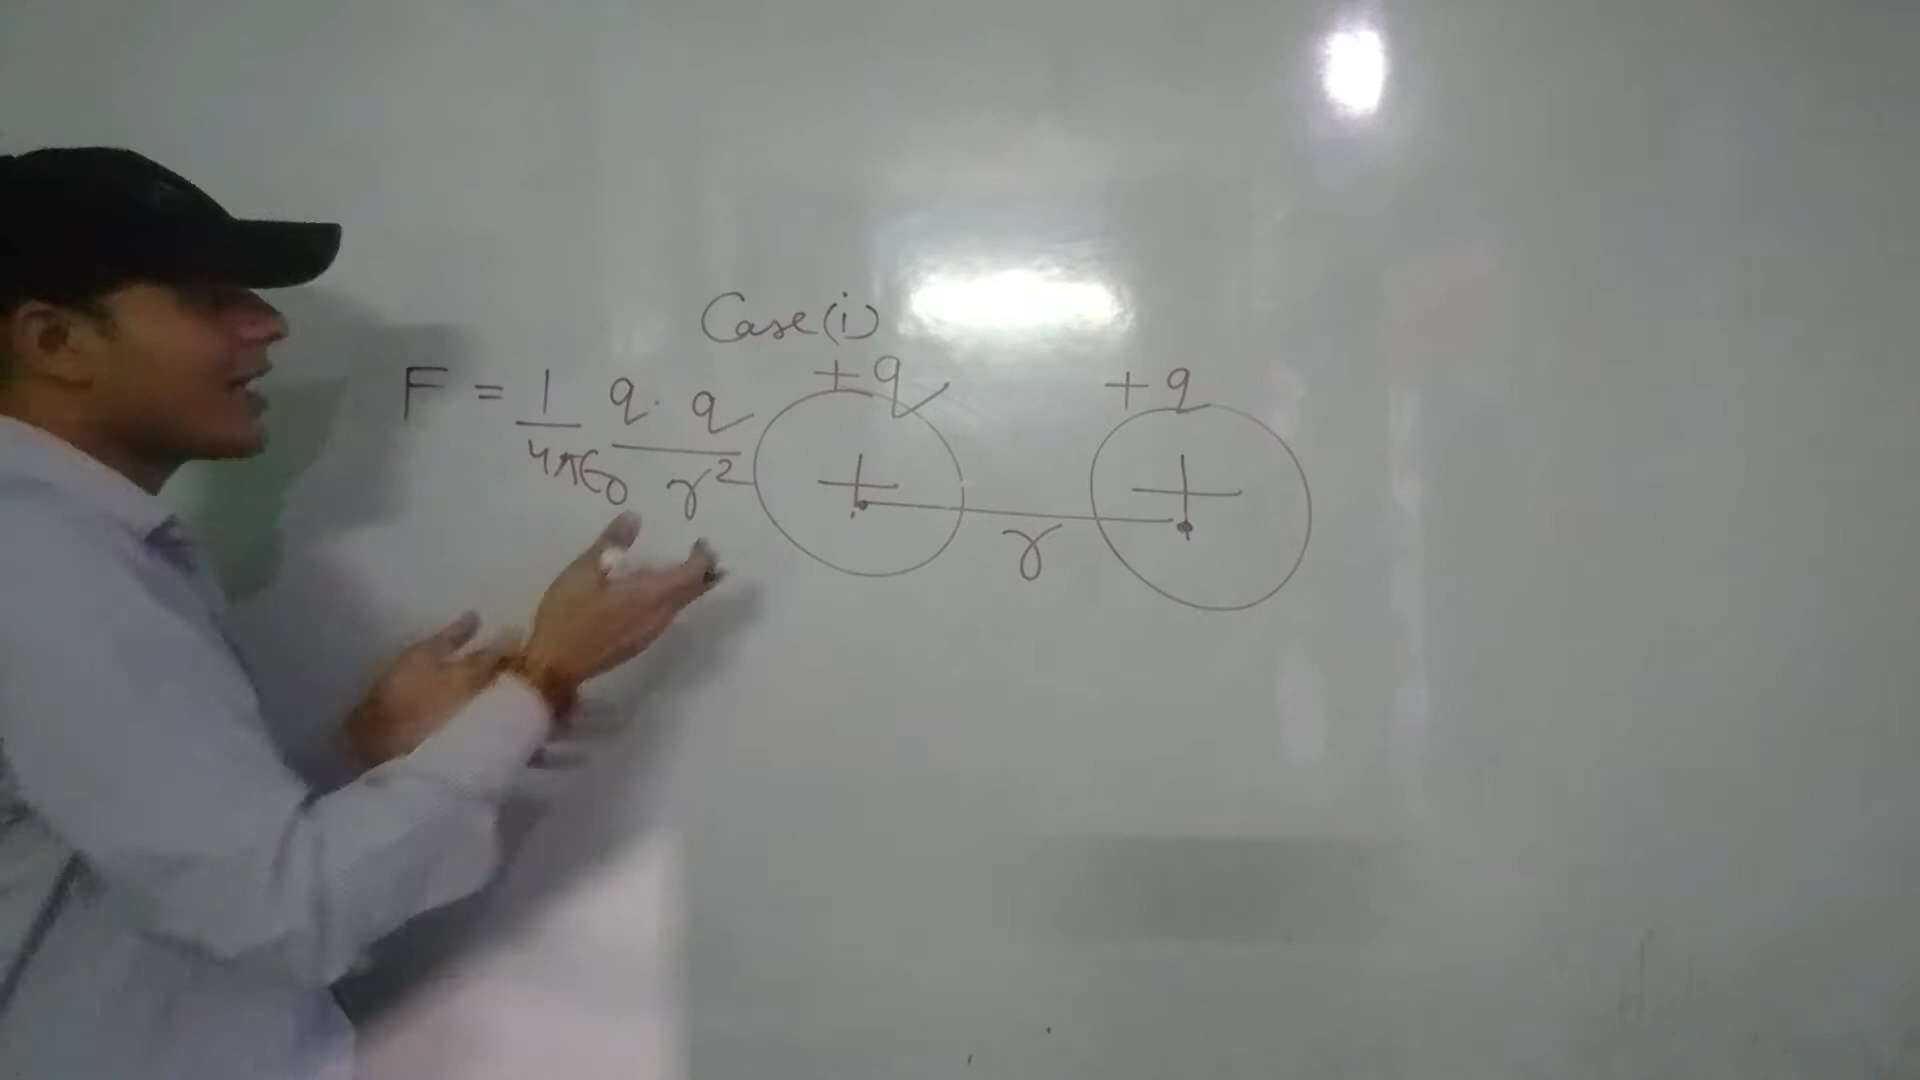 Case(i)
F = 1/4πε0 q. q/r²
+q
+q
+
+
r